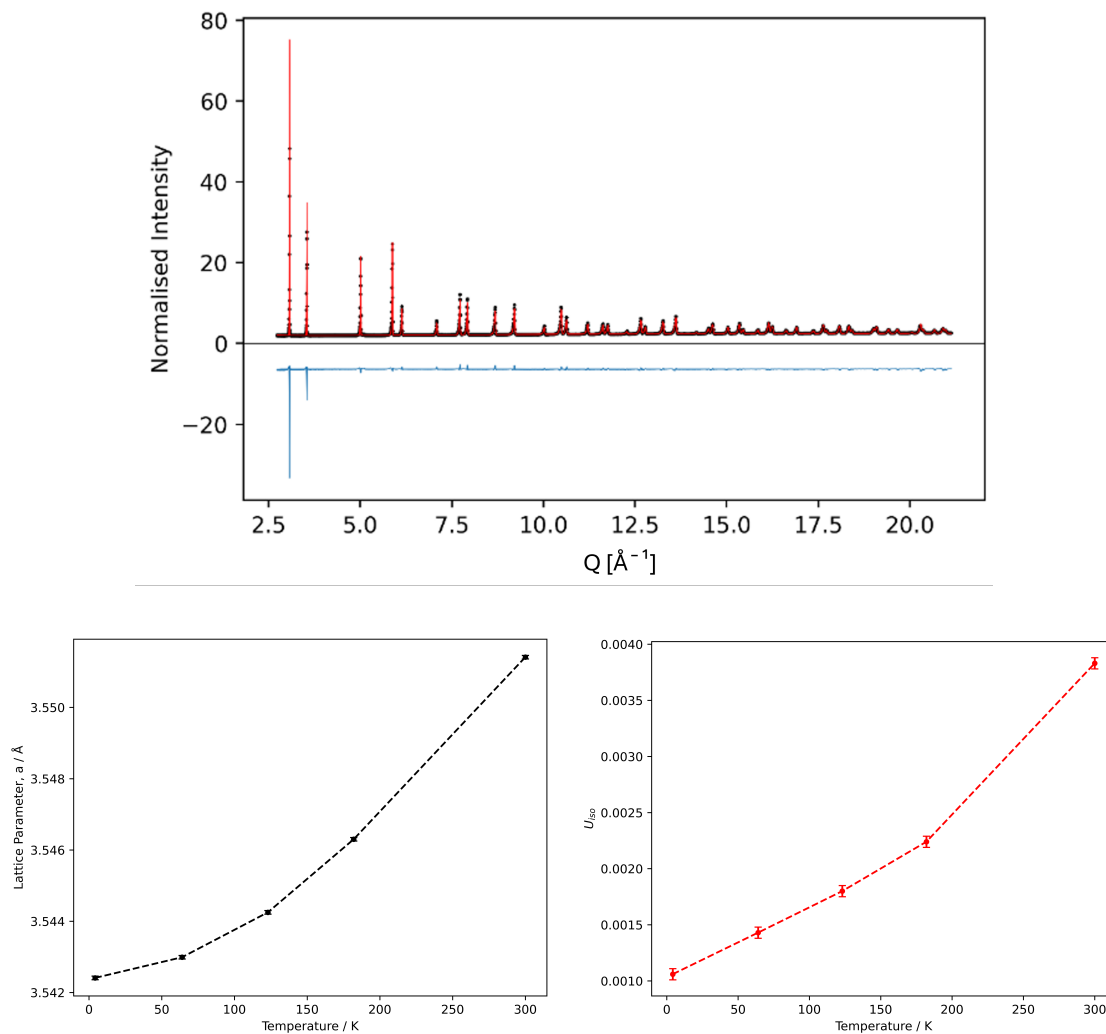 80
60
40
20
0
−20
Normalised Intensity
2.5 5.0 7.5 10.0 12.5 15.0 17.5 20.0
Q [Å⁻¹]
3.550
3.548
3.546
3.544
3.542
Lattice Parameter, a / Å
0 50 100 150 200 250 300
Temperature / K
0.0040
0.0035
0.0030
0.0025
0.0020
0.0015
0.0010
U_iso
0 50 100 150 200 250 300
Temperature / K